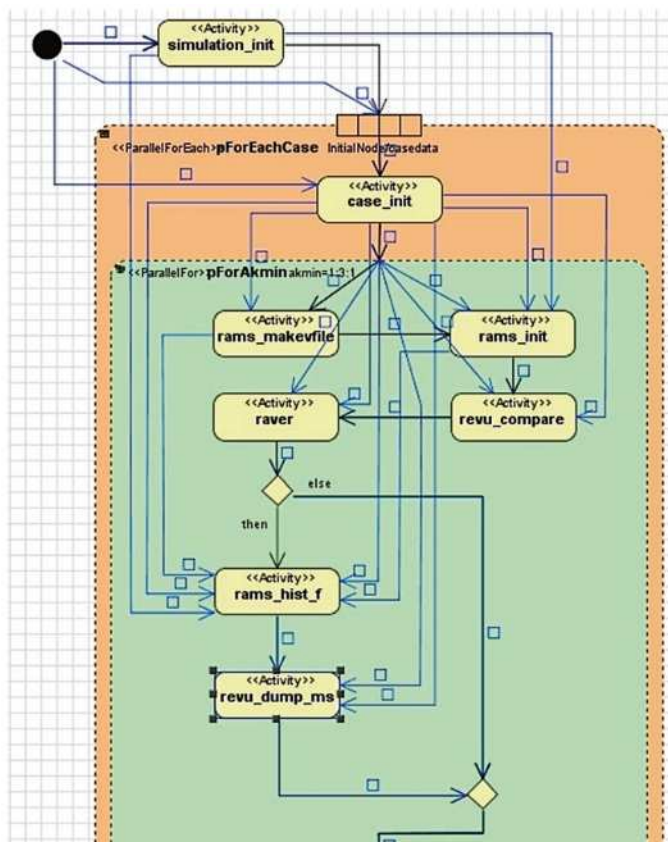 <<Activity>>
simulation_init
<<ParallelForEach>>pForEachCase InitialNode/casedata
<<Activity>>
case_init
<<ParallelFor>>pForAkmin akmin=1:3:1
<<Activity>>
rams_makevfile
<<Activity>>
rams_init
<<Activity>>
raver
<<Activity>>
revu_compare
else
then
<<Activity>>
rams_hist_f
<<Activity>>
revu_dump_ms